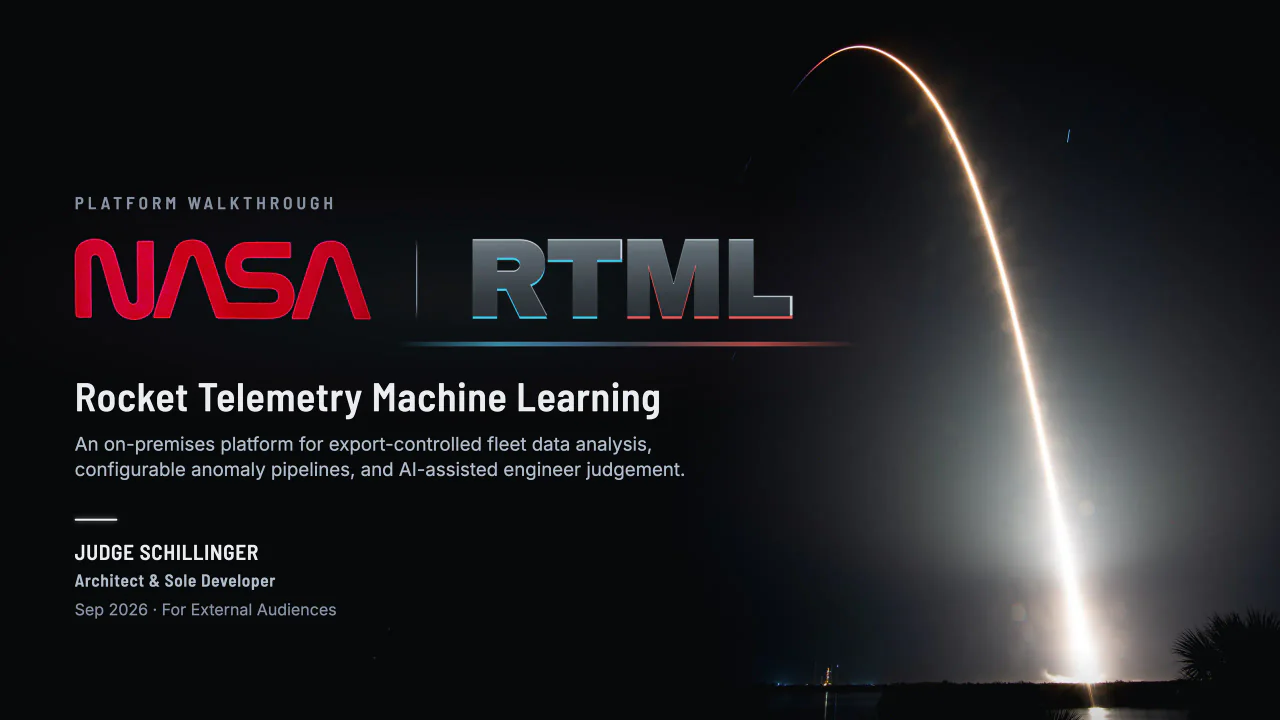 PLATFORM WALKTHROUGH
NASA RTML
Rocket Telemetry Machine Learning
An on-premises platform for export-controlled fleet data analysis,
configurable anomaly pipelines, and AI-assisted engineer judgement.
JUDGE SCHILLINGER
Architect & Sole Developer
Sep 2026 · For External Audiences